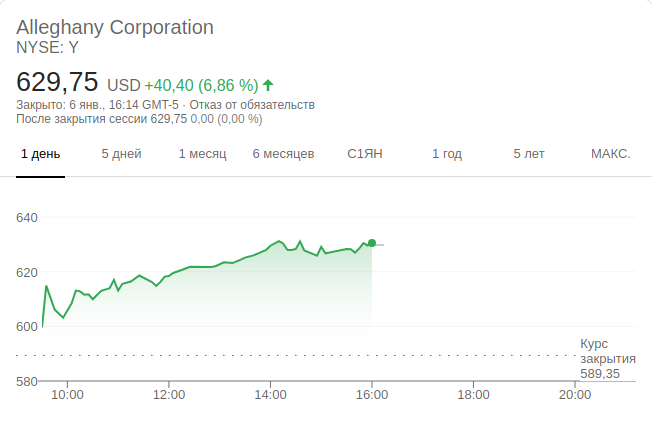 Alleghany Corporation
NYSE: Y
629,75 USD +40,40 (6,86 %)
Закрыто: 6 янв., 16:14 GMT-5 · Отказ от обязательств
После закрытия сессии 629,75 0,00 (0,00 %)
1 день 5 дней 1 месяц 6 месяцев С1ЯН 1 год 5 лет МАКС.
640
620
600
Курс
закрытия
589,35
580
10:00 12:00 14:00 16:00 18:00 20:00